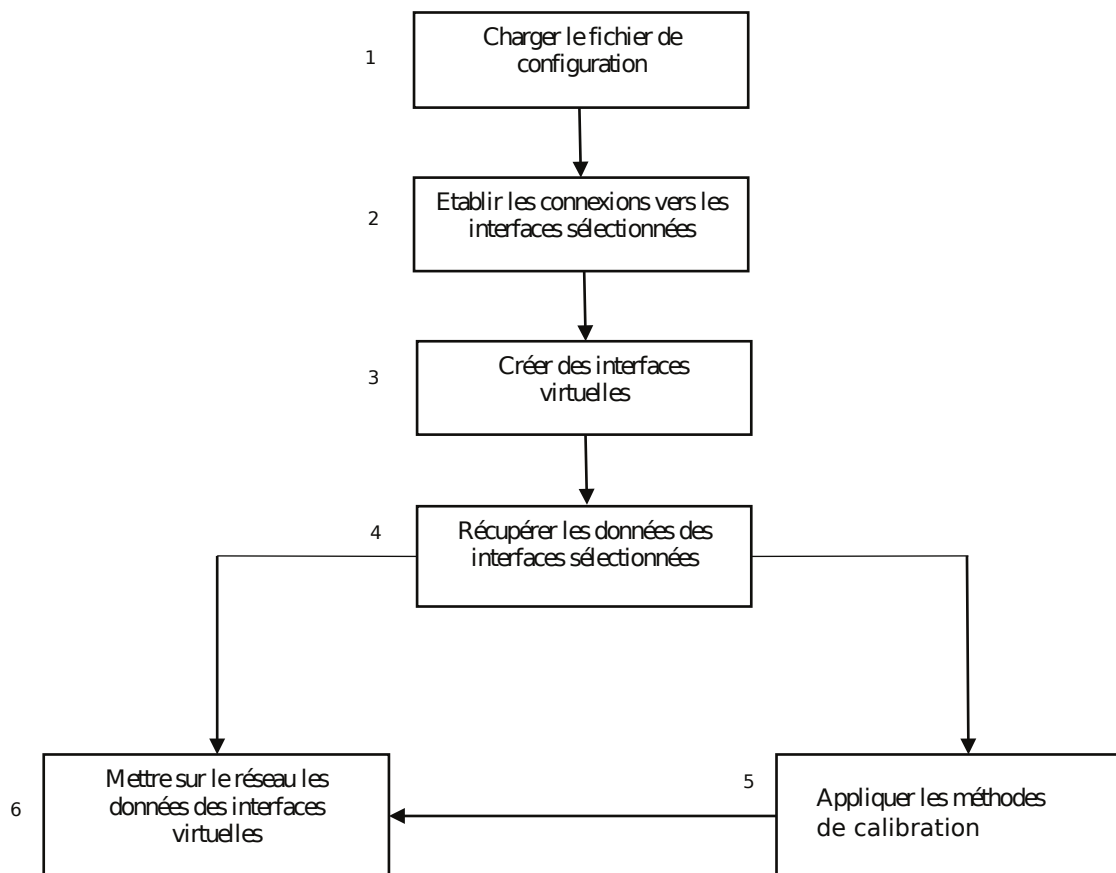 1
Charger le fichier de
configuration
2
Etablir les connexions vers les
interfaces sélectionnées
3
Créer des interfaces
virtuelles
4
Récupérer les données des
interfaces sélectionnées
5
Appliquer les méthodes
de calibration
6
Mettre sur le réseau les
données des interfaces
virtuelles